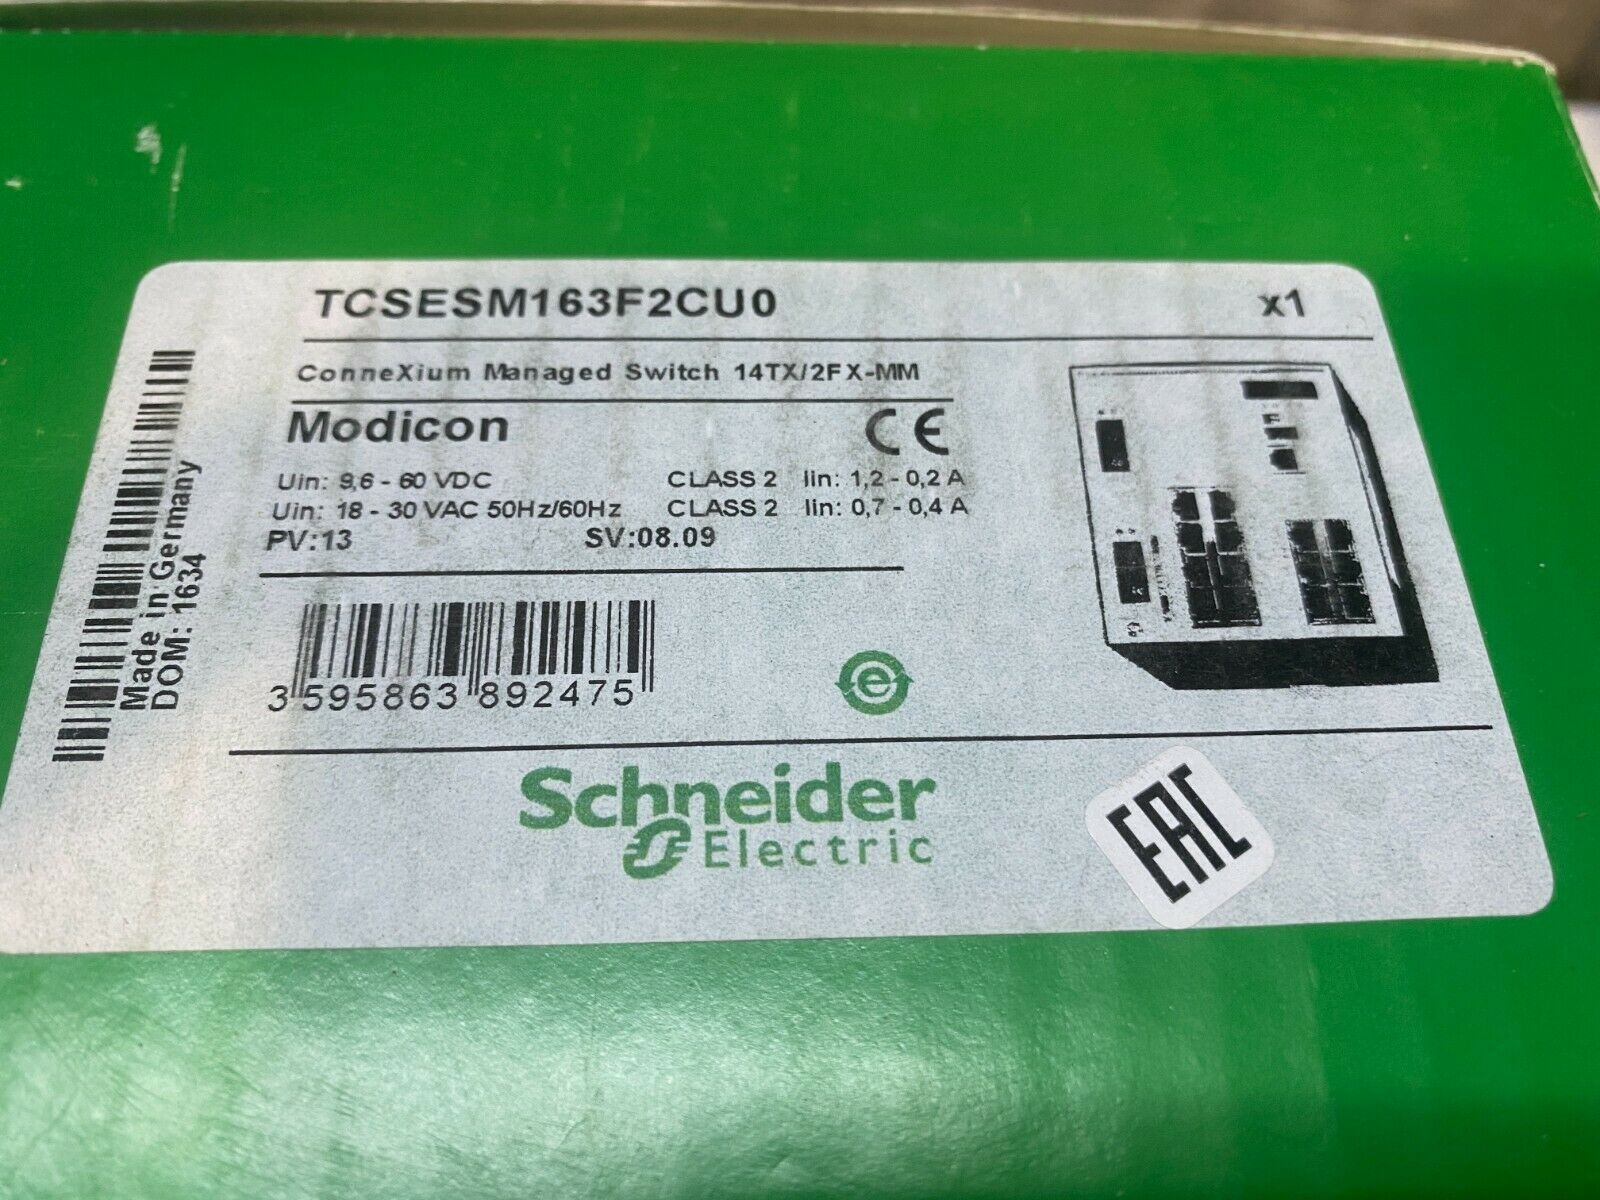 TCSESM163F2CU0 x1
ConneXium Managed Switch 14TX/2FX-MM
Modicon CE
Uin: 9,6 - 60 VDC CLASS 2 Iin: 1,2 - 0,2 A
Uin: 18 - 30 VAC 50Hz/60Hz CLASS 2 Iin: 0,7 - 0,4 A
PV:13 SV:08.09
Made in Germany
DOM: 1634
3 595863 892475
e
Schneider
Electric
EAC